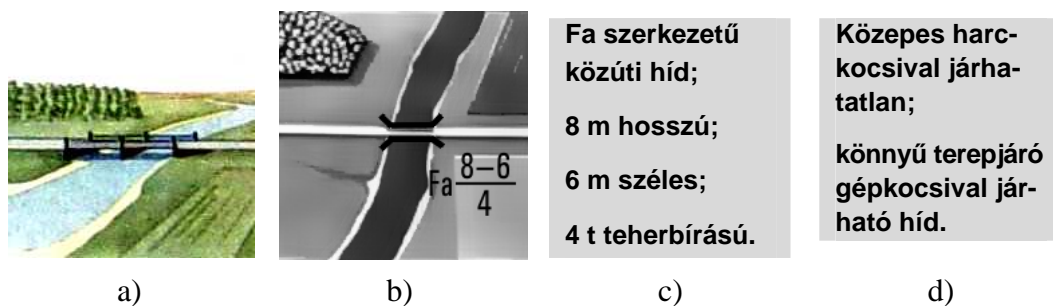 Fa 8–6
4
Fa szerkezetű
közúti híd;
8 m hosszú;
6 m széles;
4 t teherbírású.
Közepes harc-
kocsival járha-
tatlan;
könnyű terepjáró
gépkocsival jár-
ható híd.
a)
b)
c)
d)